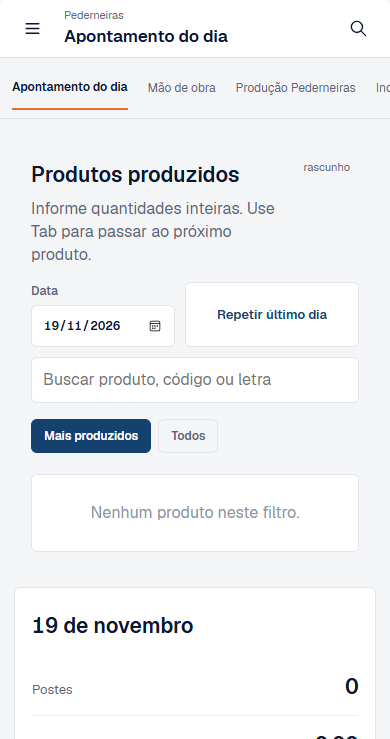 Pederneiras
Apontamento do dia
Apontamento do dia
Mão de obra
Produção Pederneiras
Produtos produzidos
rascunho
Informe quantidades inteiras. Use
Tab para passar ao próximo
produto.
Data
19/11/2026
Repetir último dia
Buscar produto, código ou letra
Mais produzidos
Todos
Nenhum produto neste filtro.
19 de novembro
Postes
0